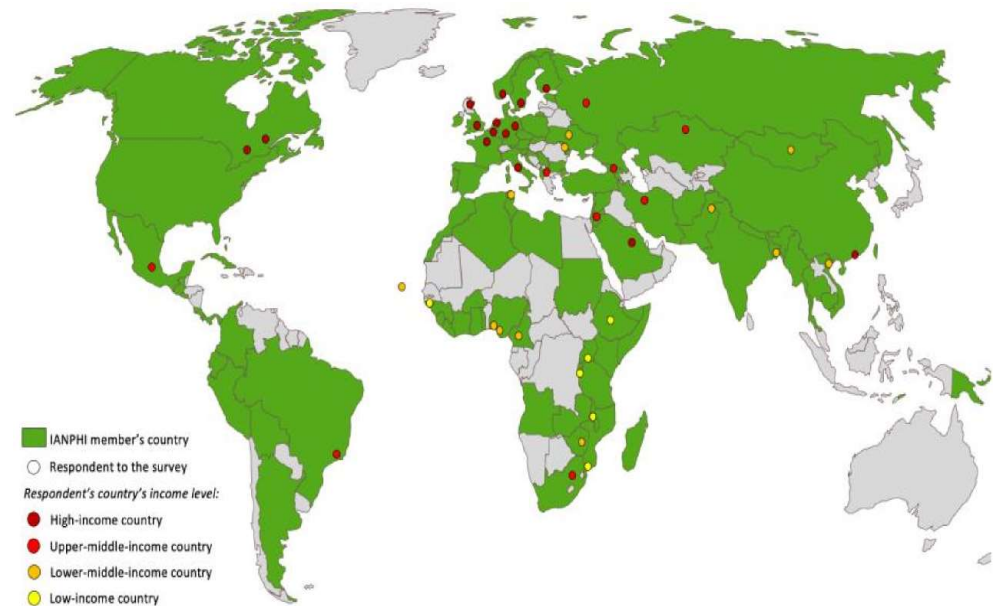 IANPHI member's country
Respondent to the survey
Respondent's country's income level:
High-income country
Upper-middle-income country
Lower-middle-income country
Low-income country